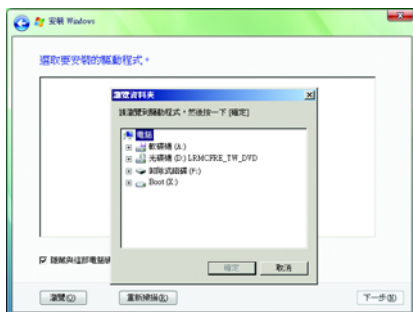 安裝 Windows
選取要安裝的驅動程式。
瀏覽資料夾
請瀏覽到驅動程式，然後按一下 [確定]
電腦
軟碟機 (A:)
光碟機 (D:) LRMCFRE_TW_DVD
卸除式磁碟 (F:)
Boot (X:)
確定
取消
隱藏與這部電腦
瀏覽(O)
重新掃描(R)
下一步(N)